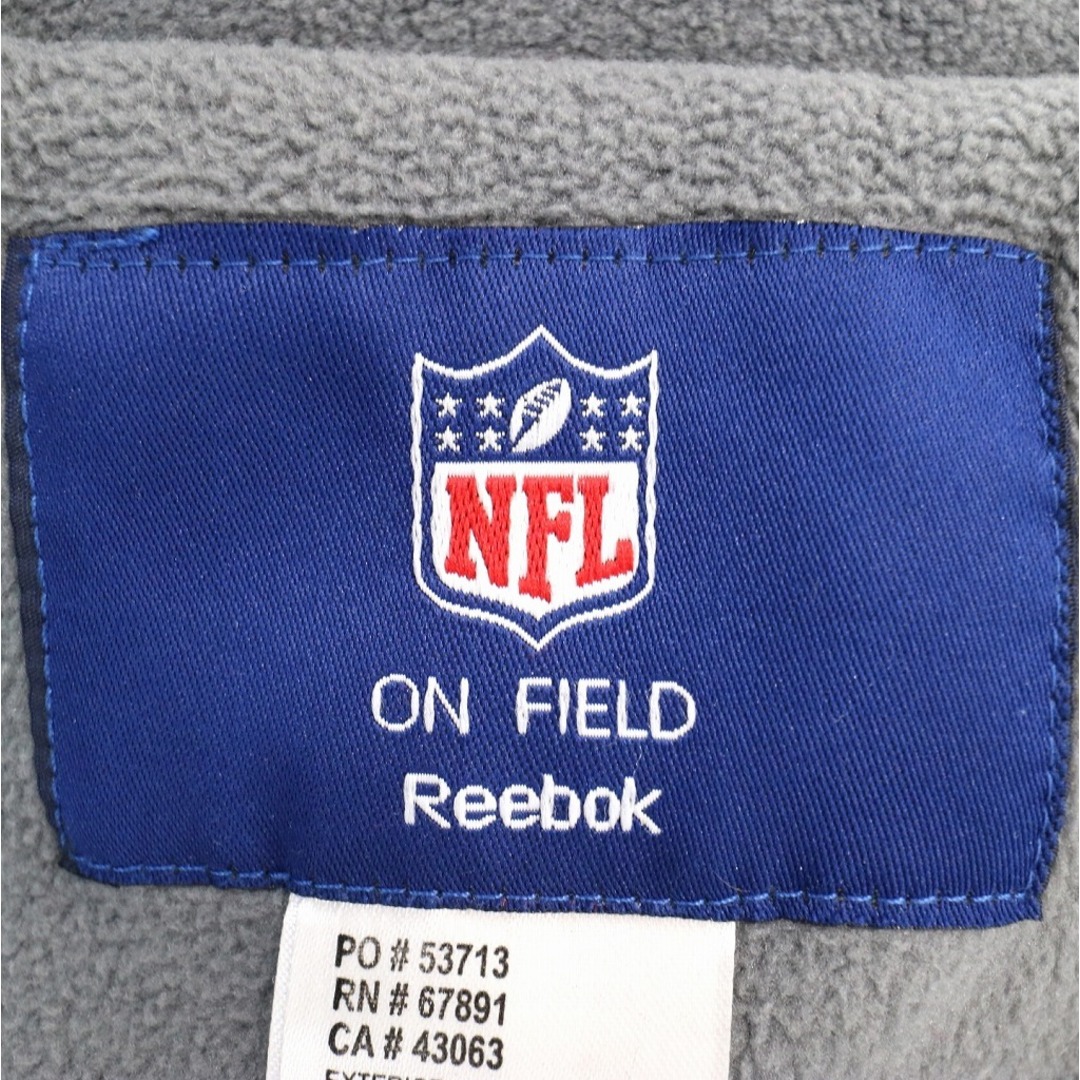 NFL
ON FIELD
Reebok
PO # 53713
RN # 67891
CA # 43063